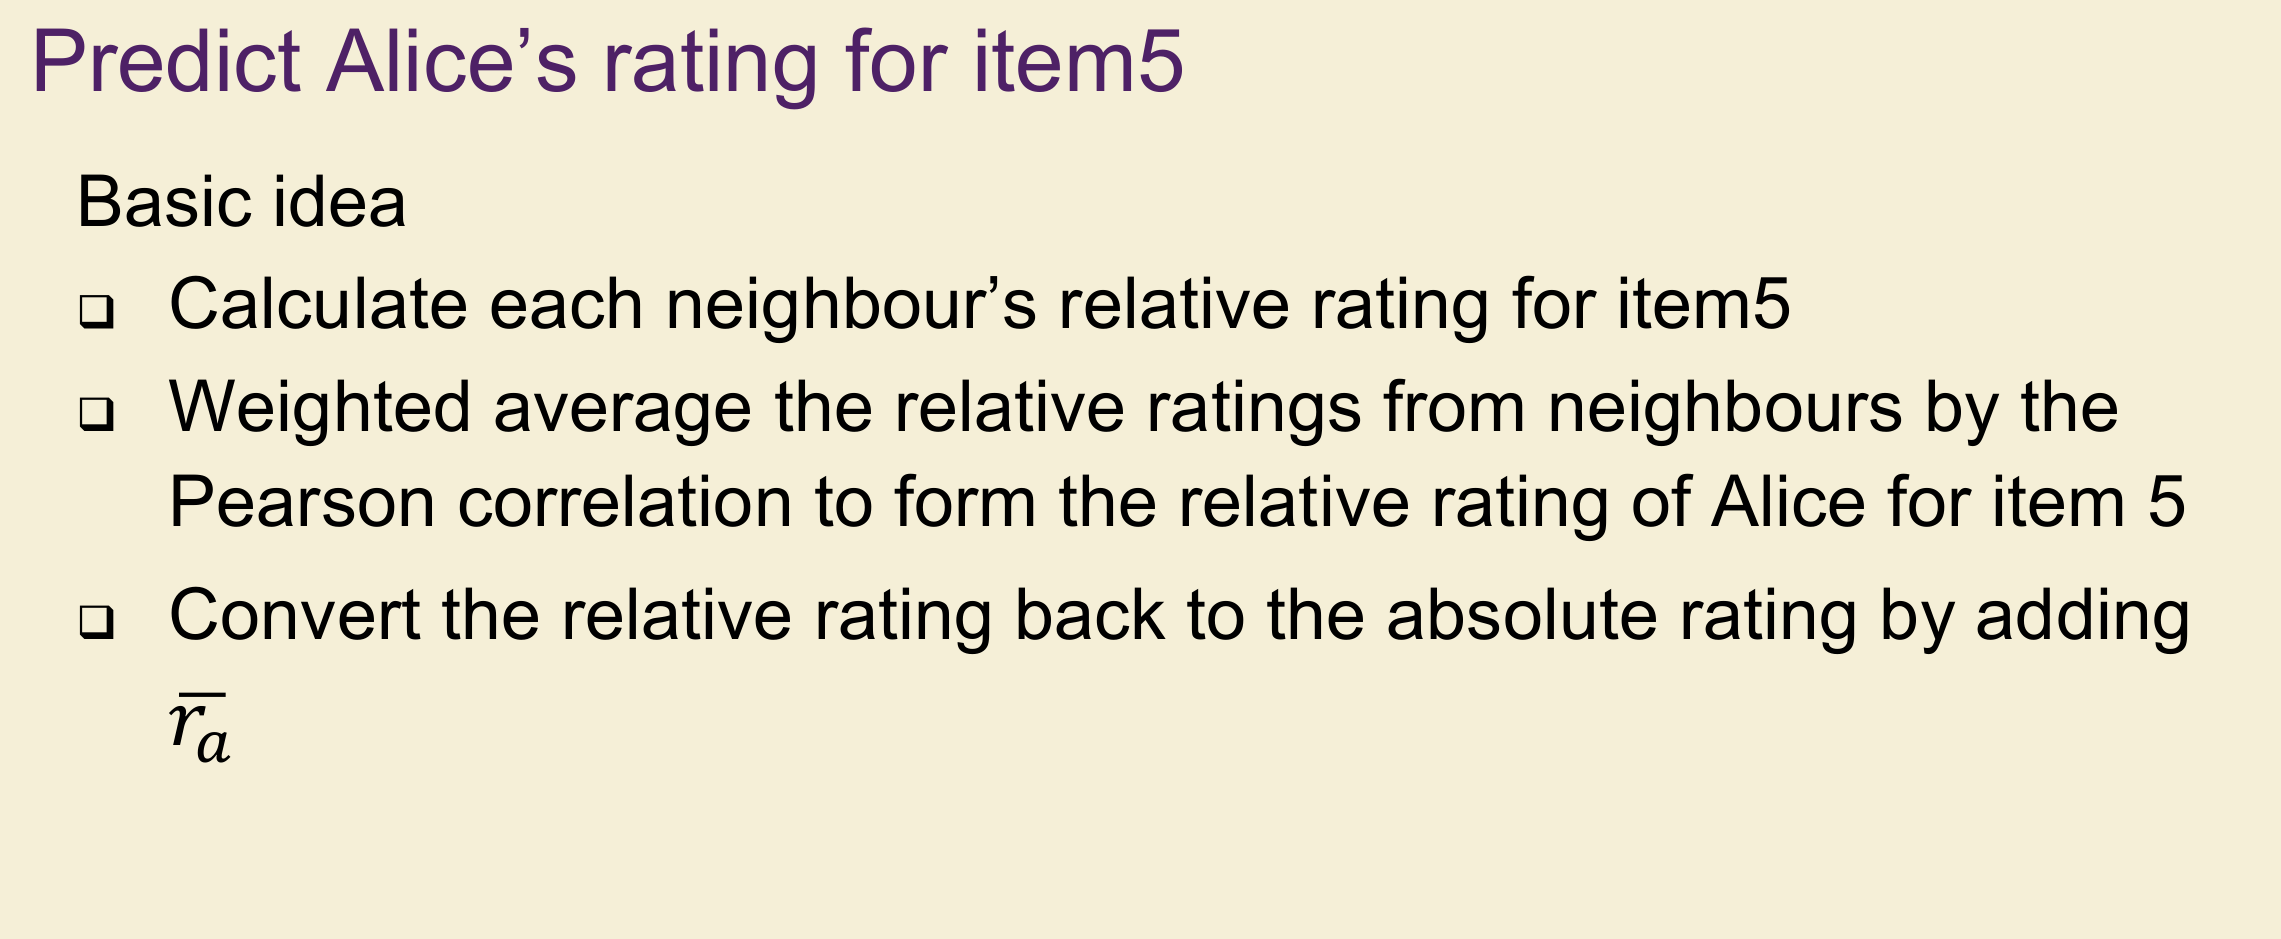 Predict Alice’s rating for item5
Basic idea
❑ Calculate each neighbour’s relative rating for item5
❑ Weighted average the relative ratings from neighbours by the
Pearson correlation to form the relative rating of Alice for item 5
❑ Convert the relative rating back to the absolute rating by adding
$\overline{r_a}$